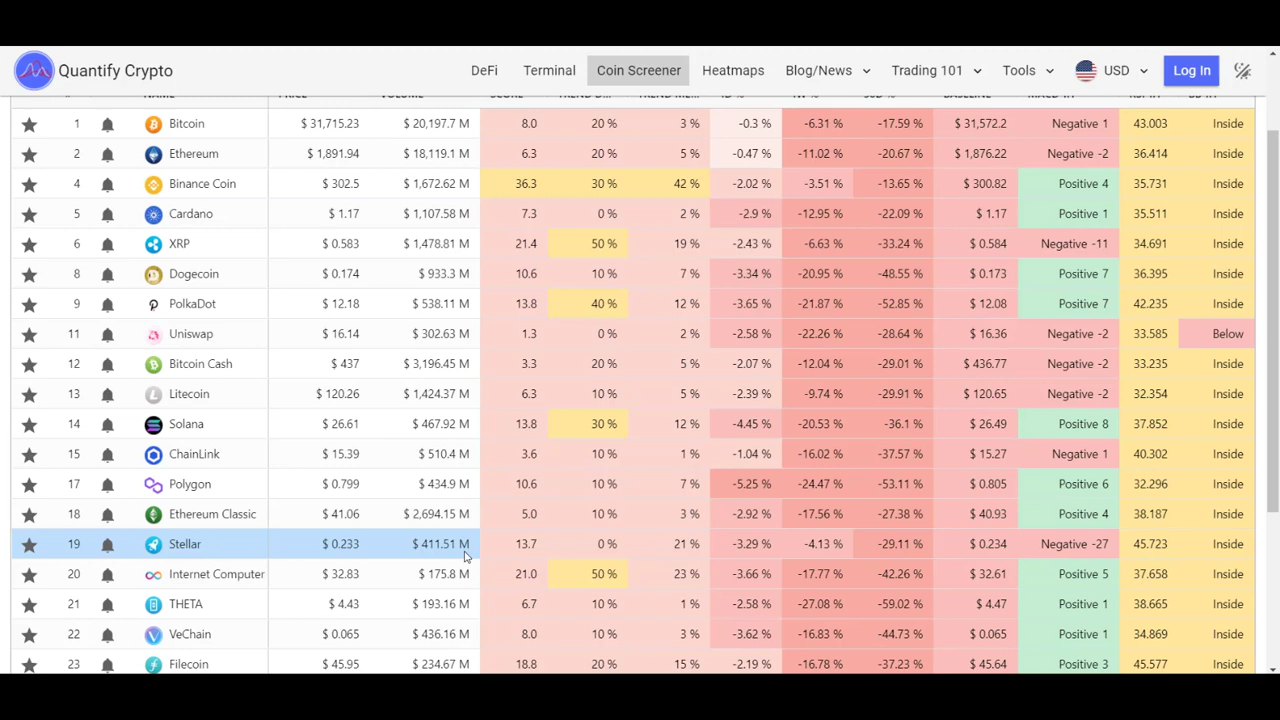 Quantify Crypto DeFi Terminal Coin Screener Heatmaps Blog/News Trading 101 Tools USD Log In
1 Bitcoin $ 31,715.23 $ 20,197.7 M 8.0 20 % 3 % -0.3 % -6.31 % -17.59 % $ 31,572.2 Negative 1 43.003 Inside
2 Ethereum $ 1,891.94 $ 18,119.1 M 6.3 20 % 5 % -0.47 % -11.02 % -20.67 % $ 1,876.22 Negative -2 36.414 Inside
4 Binance Coin $ 302.5 $ 1,672.62 M 36.3 30 % 42 % -2.02 % -3.51 % -13.65 % $ 300.82 Positive 4 35.731 Inside
5 Cardano $ 1.17 $ 1,107.58 M 7.3 0 % 2 % -2.9 % -12.95 % -22.09 % $ 1.17 Positive 1 35.511 Inside
6 XRP $ 0.583 $ 1,478.81 M 21.4 50 % 19 % -2.43 % -6.63 % -33.24 % $ 0.584 Negative -11 34.691 Inside
8 Dogecoin $ 0.174 $ 933.3 M 10.6 10 % 7 % -3.34 % -20.95 % -48.55 % $ 0.173 Positive 7 36.395 Inside
9 PolkaDot $ 12.18 $ 538.11 M 13.8 40 % 12 % -3.65 % -21.87 % -52.85 % $ 12.08 Positive 7 42.235 Inside
11 Uniswap $ 16.14 $ 302.63 M 1.3 0 % 2 % -2.58 % -22.26 % -28.64 % $ 16.36 Negative -2 33.585 Below
12 Bitcoin Cash $ 437 $ 3,196.45 M 3.3 20 % 5 % -2.07 % -12.04 % -29.01 % $ 436.77 Negative -2 33.235 Inside
13 Litecoin $ 120.26 $ 1,424.37 M 6.3 10 % 5 % -2.39 % -9.74 % -29.91 % $ 120.65 Negative -2 32.354 Inside
14 Solana $ 26.61 $ 467.92 M 13.8 30 % 12 % -4.45 % -20.53 % -36.1 % $ 26.49 Positive 8 37.852 Inside
15 ChainLink $ 15.39 $ 510.4 M 3.6 10 % 1 % -1.04 % -16.02 % -37.57 % $ 15.27 Negative 1 40.302 Inside
17 Polygon $ 0.799 $ 434.9 M 10.6 10 % 7 % -5.25 % -24.47 % -53.11 % $ 0.805 Positive 6 32.296 Inside
18 Ethereum Classic $ 41.06 $ 2,694.15 M 5.0 10 % 3 % -2.92 % -17.56 % -27.38 % $ 40.93 Positive 4 38.187 Inside
19 Stellar $ 0.233 $ 411.51 M 13.7 0 % 21 % -3.29 % -4.13 % -29.11 % $ 0.234 Negative -27 45.723 Inside
20 Internet Computer $ 32.83 $ 175.8 M 21.0 50 % 23 % -3.66 % -17.77 % -42.26 % $ 32.61 Positive 5 37.658 Inside
21 THETA $ 4.43 $ 193.16 M 6.7 10 % 1 % -2.58 % -27.08 % -59.02 % $ 4.47 Positive 1 38.665 Inside
22 VeChain $ 0.065 $ 436.16 M 8.0 10 % 3 % -3.62 % -16.83 % -44.73 % $ 0.065 Positive 1 34.869 Inside
23 Filecoin $ 45.95 $ 234.67 M 18.8 20 % 15 % -2.19 % -16.78 % -37.23 % $ 45.64 Positive 3 45.577 Inside